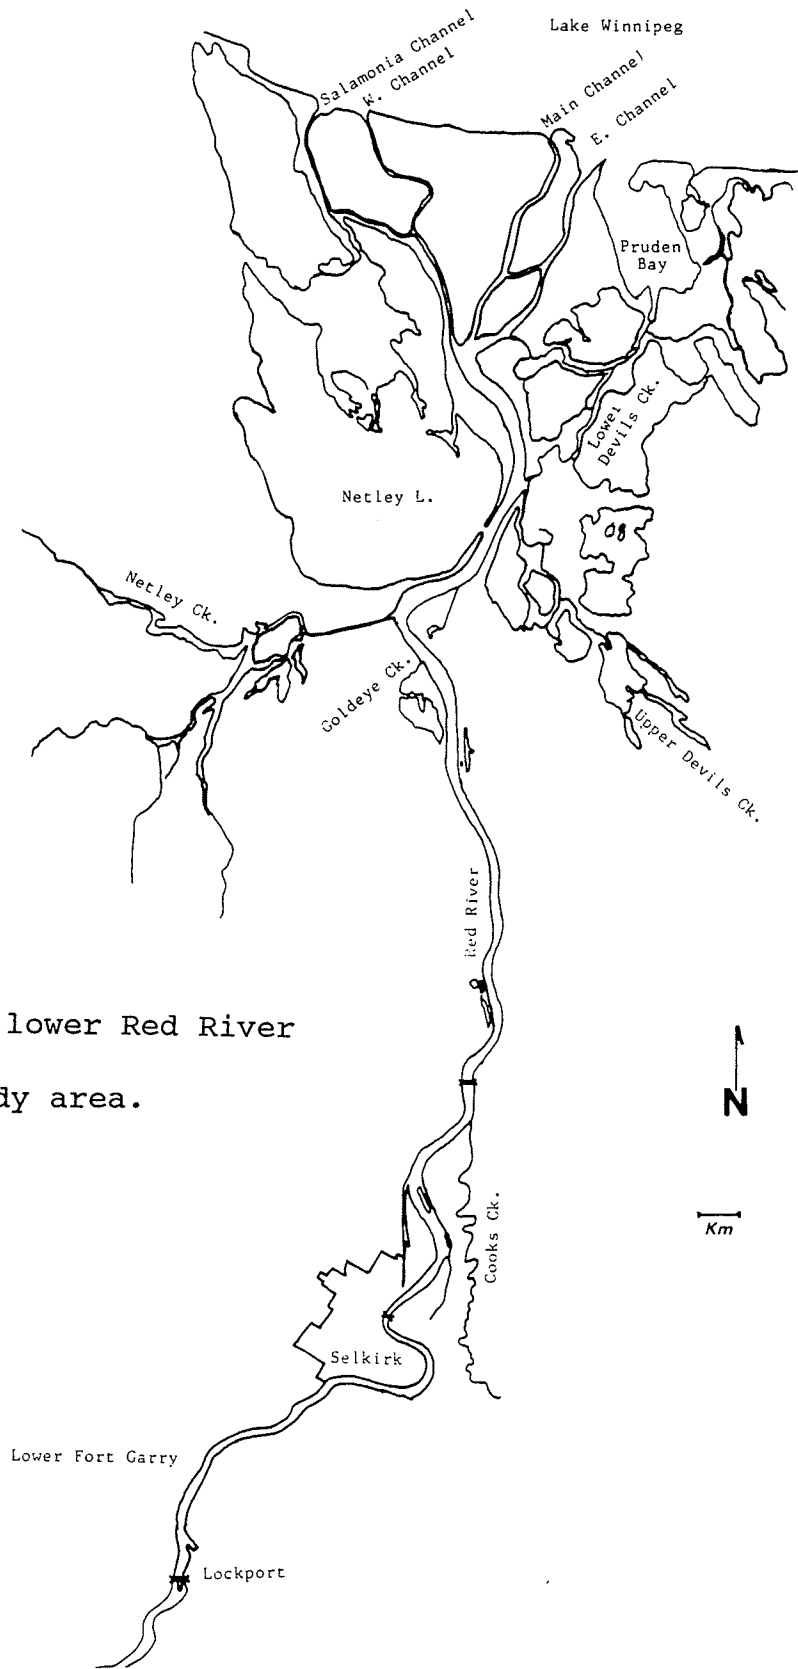 Lake Winnipeg
Salamonia Channel
W. Channel
Main Channel
E. Channel
Pruden
Bay
Lower
Devils Ck.
Netley L.
Netley Ck.
Goldeye Ck.
Upper Devils Ck.
Red River
lower Red River
dy area.
N
Km
Cooks Ck.
Selkirk
Lower Fort Garry
Lockport